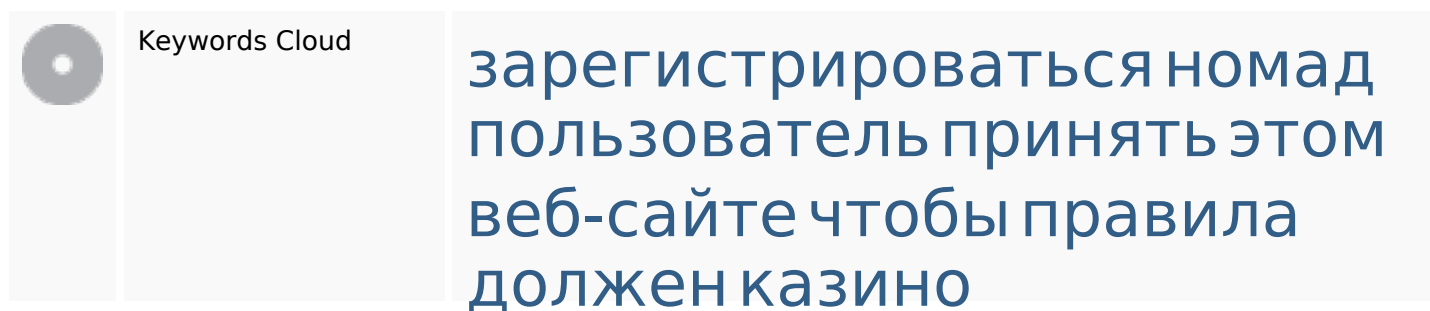 Keywords Cloud
зарегистрироваться номад
пользователь принять этом
веб-сайте чтобы правила
должен казино